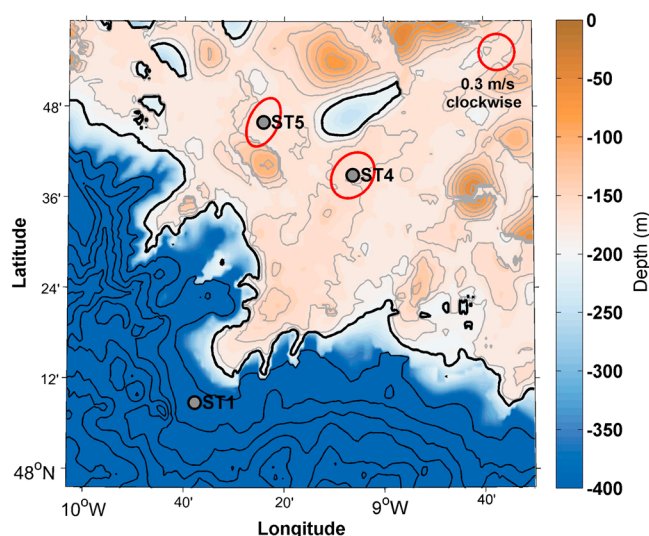 0.3 m/s
clockwise
ST5
ST4
ST1
48'
36'
24'
12'
48°N
Latitude
10°W
40'
20'
9°W
40'
Longitude
0
-50
-100
-150
-200
-250
-300
-350
-400
Depth (m)